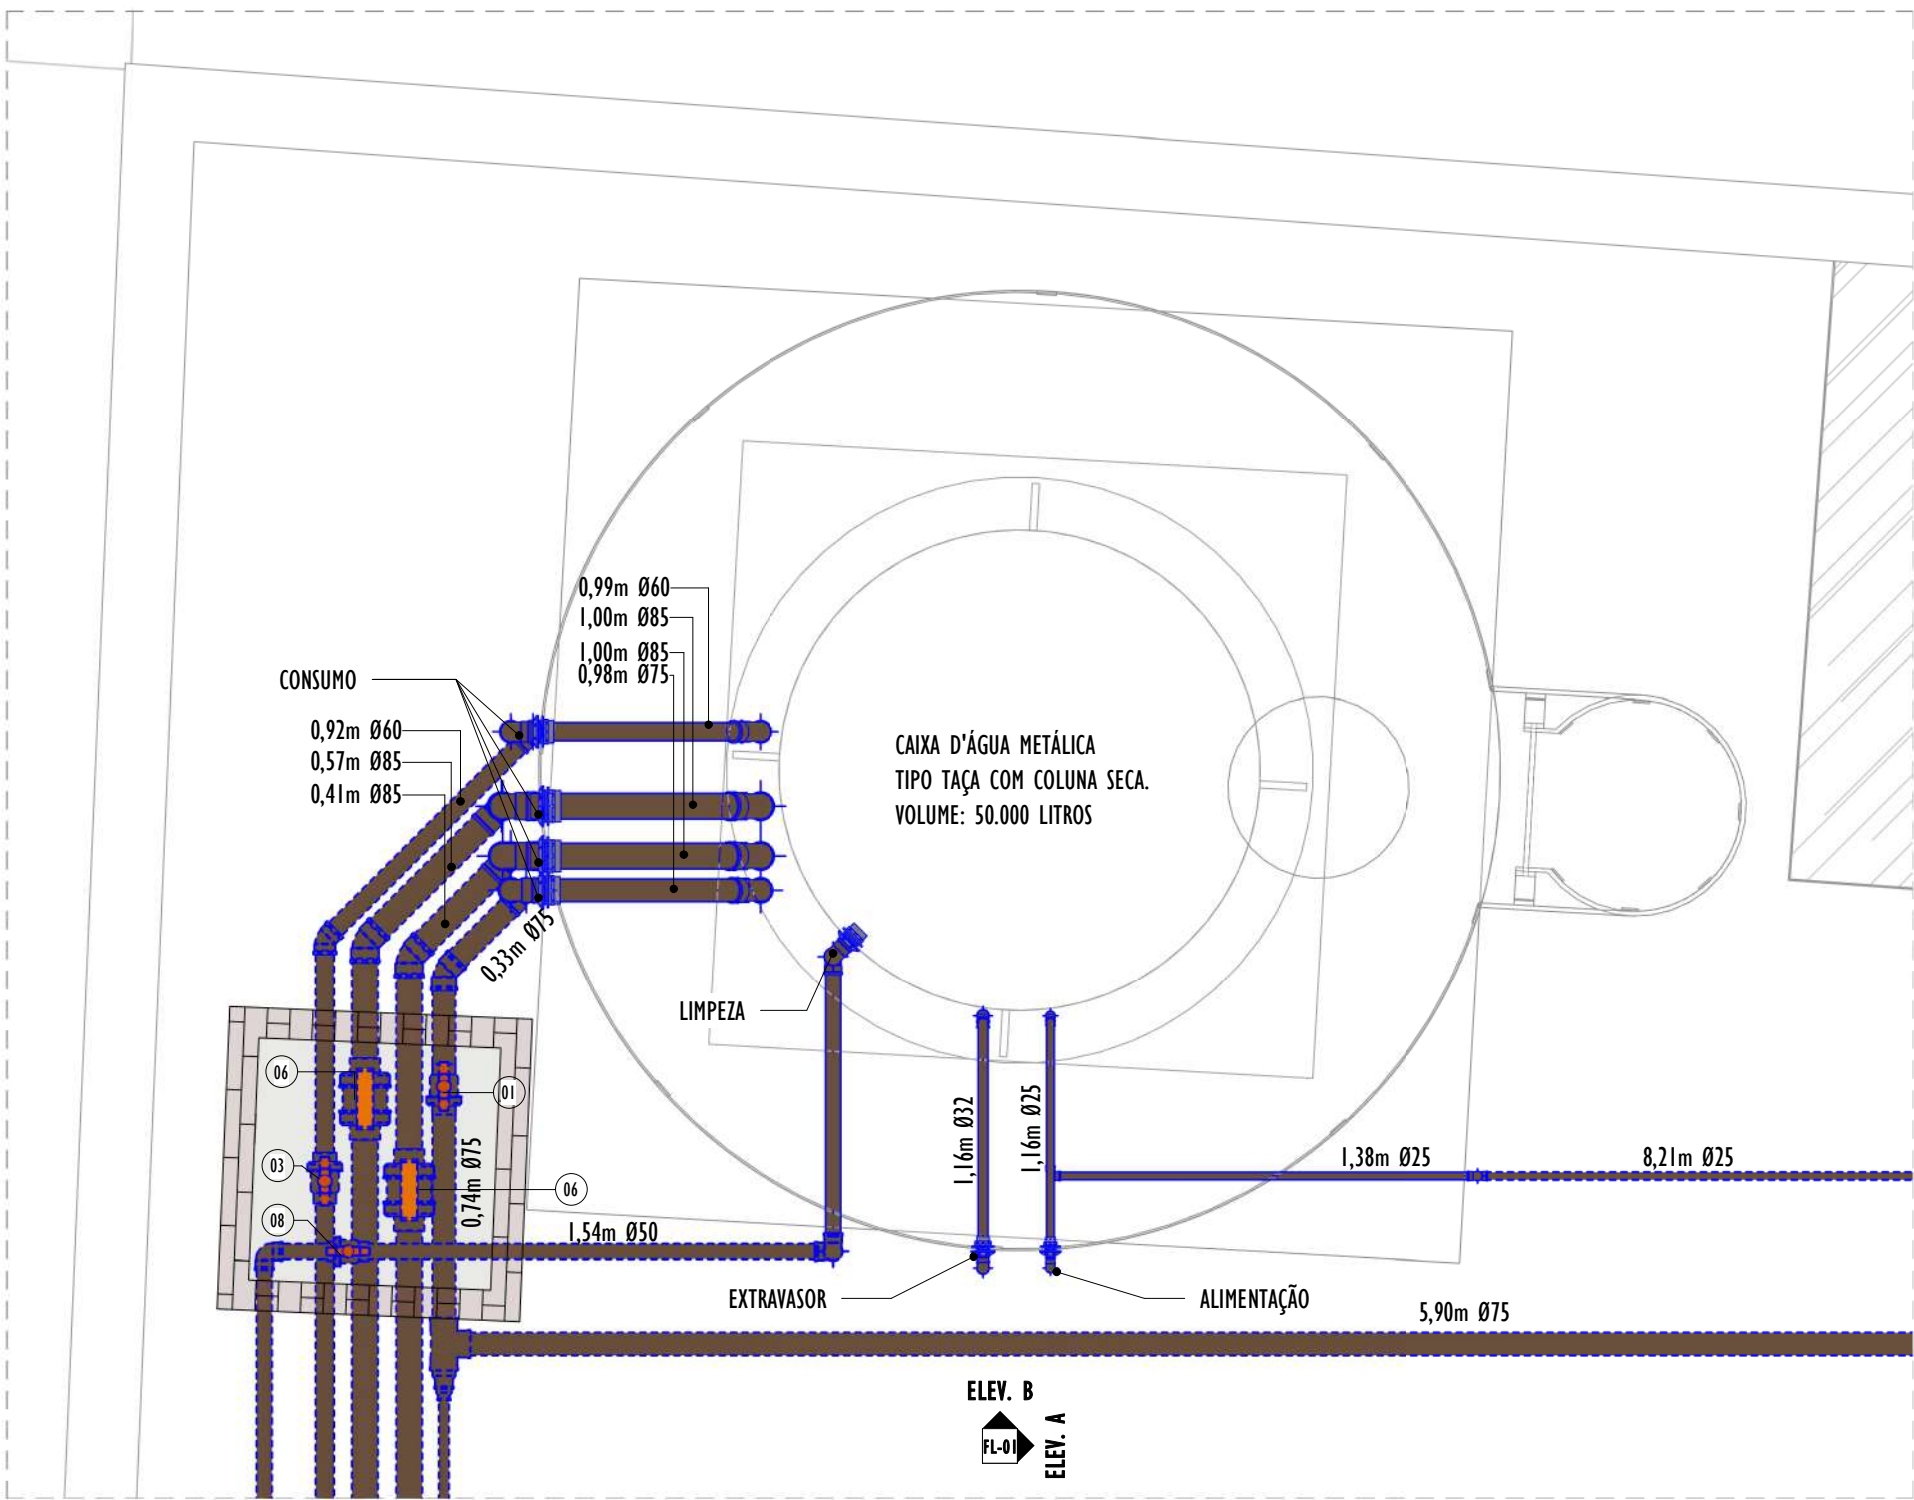 0,99m Ø60
1,00m Ø85
1,00m Ø85
0,98m Ø75
CONSUMO
0,92m Ø60
0,57m Ø85
0,41m Ø85
CAIXA D'ÁGUA METÁLICA
TIPO TAÇA COM COLUNA SECA.
VOLUME: 50.000 LITROS
0,33m Ø75
LIMPEZA
06
01
03
06
08
0,74m Ø75
1,54m Ø50
1,16m Ø32
1,16m Ø25
1,38m Ø25
8,21m Ø25
EXTRAVASOR
ALIMENTAÇÃO
5,90m Ø75
ELEV. B
FL-01
ELEV. A